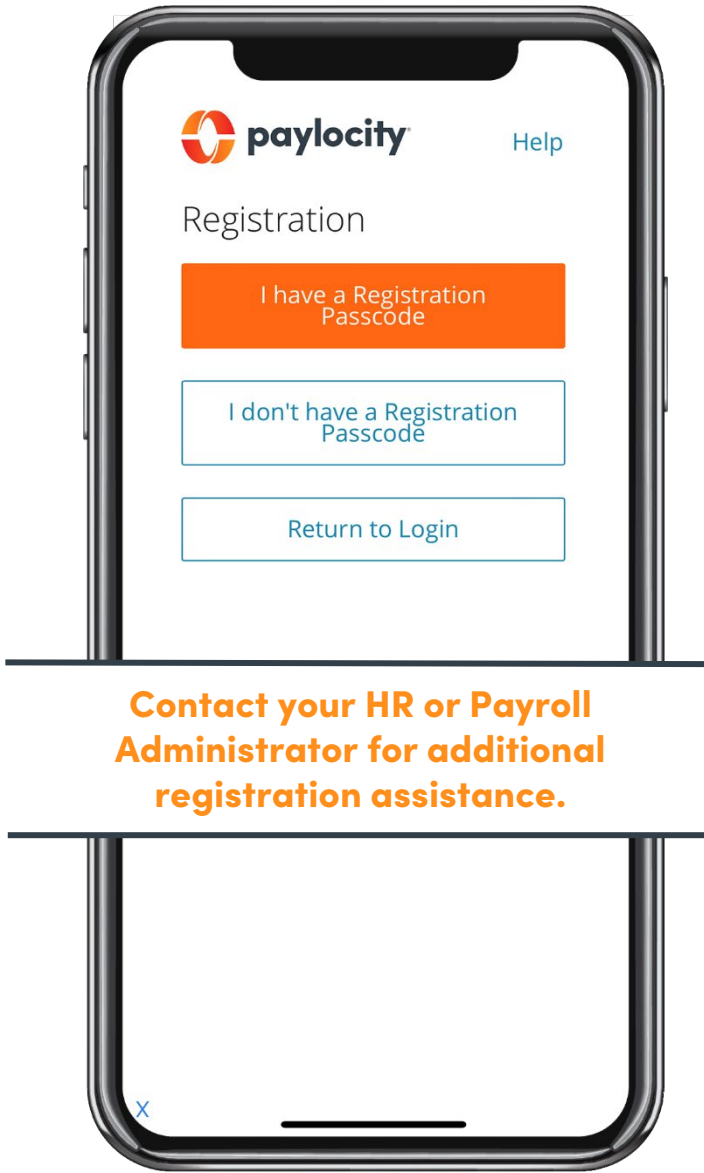 paylocity
Help
Registration
I have a Registration
Passcode
I don't have a Registration
Passcode
Return to Login
Contact your HR or Payroll
Administrator for additional
registration assistance.
X